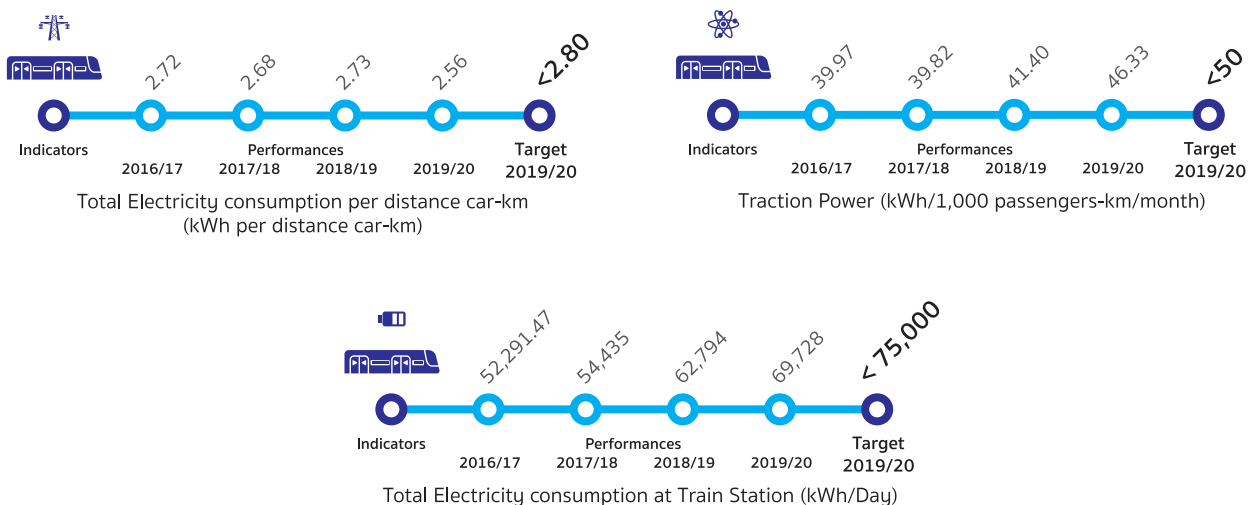 2.72
2.68
2.73
2.56
<2.80
Indicators
Performances
Target
2016/17
2017/18
2018/19
2019/20
2019/20
Total Electricity consumption per distance car-km
(kWh per distance car-km)
39.97
39.82
41.40
46.33
<50
Indicators
Performances
Target
2016/17
2017/18
2018/19
2019/20
2019/20
Traction Power (kWh/1,000 passengers-km/month)
52,291.47
54,435
62,794
69,728
< 75,000
Indicators
Performances
Target
2016/17
2017/18
2018/19
2019/20
2019/20
Total Electricity consumption at Train Station (kWh/Day)